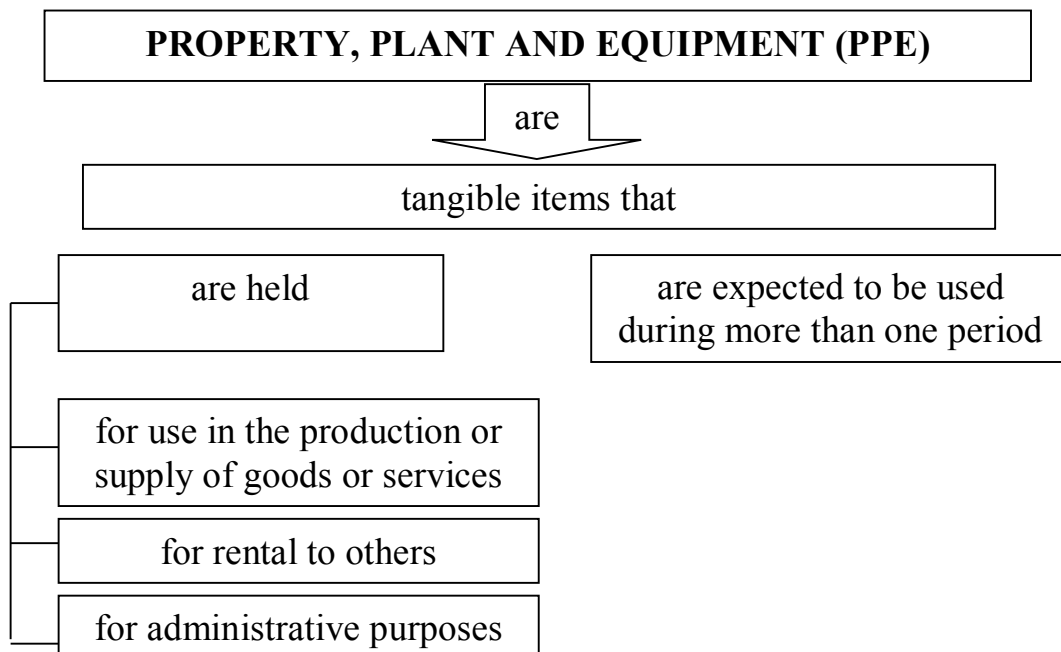 PROPERTY, PLANT AND EQUIPMENT (PPE)
are
tangible items that
are held
are expected to be used
during more than one period
for use in the production or
supply of goods or services
for rental to others
for administrative purposes